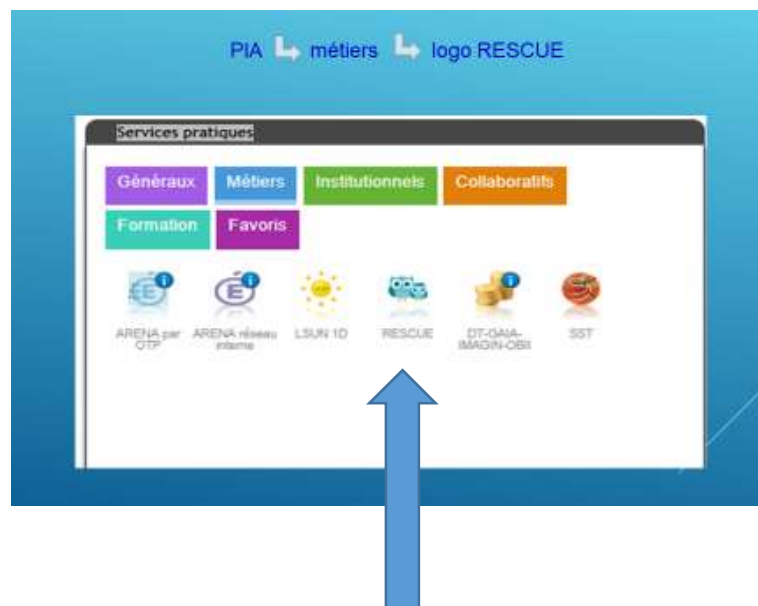 PIA métiers logo RESCUE
Services pratiques
Généraux Métiers Institutionnels Collaboratifs
Formation Favoris
ARENA par OTP
ARENA réseau interne
LSUN 1D
RESCUE
DT-GAIA-
IMAGIN-OBII
SST